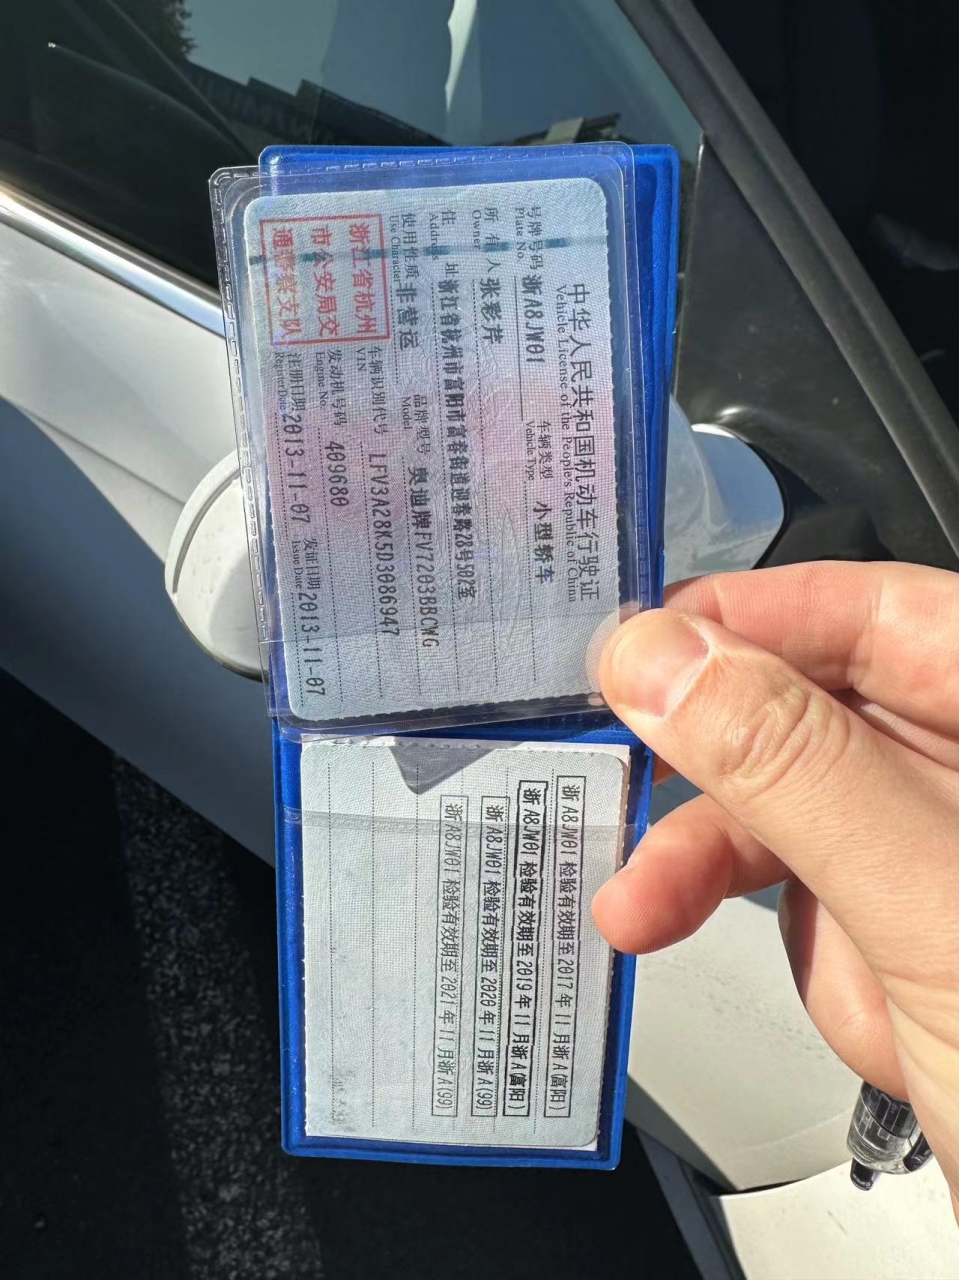 中华人民共和国机动车行驶证
Vehicle License of the People's Republic of China
号牌号码 浙A8JW01 车辆类型 小型轿车
Plate No. Vehicle Type
所有人 张彩芹
Owner
住址 浙江省杭州市富阳市富春街道迎春路28号502室
Address
使用性质 非营运 品牌型号 奥迪牌FV7203BBCWG
Use Character Model
浙江省杭州
市公安局交
通警察支队
车辆识别代号 LFV3A28K5D3086947
VIN
发动机号码 409680
Engine No.
注册日期 2013-11-07 发证日期 2013-11-07
Register Date Issue Date
浙A8JW01 检验有效期至2017年11月浙A(富阳)
浙A8JW01 检验有效期至2019年11月浙A(富阳)
浙A8JW01 检验有效期至2020年11月浙A(99)
浙A8JW01 检验有效期至2021年11月浙A(99)